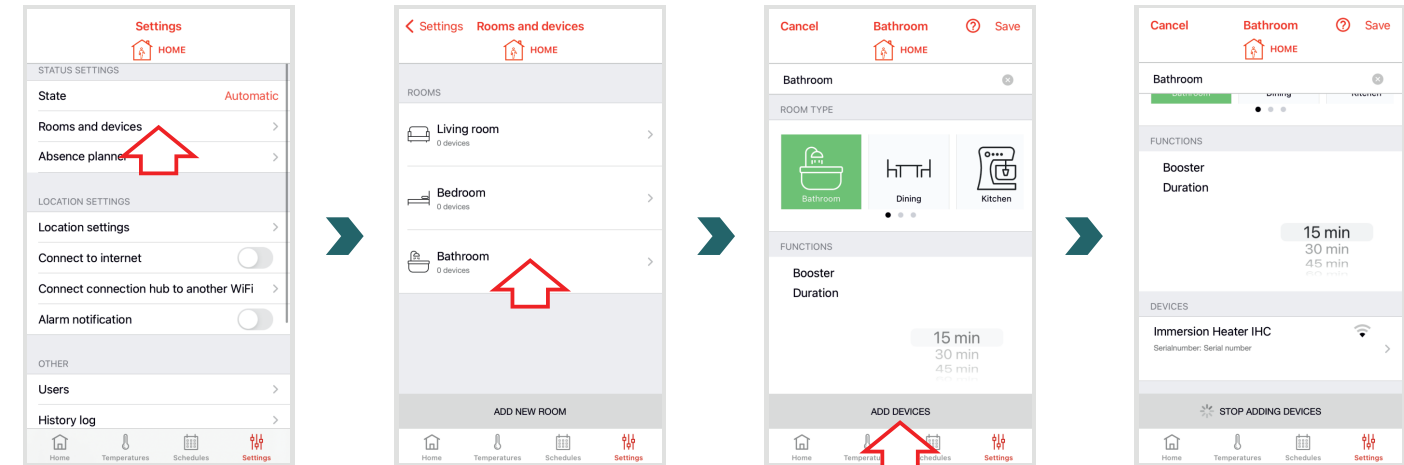 Settings
HOME
STATUS SETTINGS
State Automatic
Rooms and devices
Absence planner
LOCATION SETTINGS
Location settings
Connect to internet
Connect connection hub to another WiFi
Alarm notification
OTHER
Users
History log
Home Temperatures Schedules Settings
Settings Rooms and devices
HOME
ROOMS
Living room
0 devices
Bedroom
0 devices
Bathroom
0 devices
ADD NEW ROOM
Home Temperatures Schedules Settings
Cancel Bathroom ? Save
HOME
Bathroom
ROOM TYPE
Bathroom Dining Kitchen
FUNCTIONS
Booster
Duration
15 min
30 min
45 min
ADD DEVICES
Home Temperatu Schedules Settings
Cancel Bathroom ? Save
HOME
Bathroom
Bathroom Dining Kitchen
FUNCTIONS
Booster
Duration
15 min
30 min
45 min
DEVICES
Immersion Heater IHC
Serialnumber: Serial number
STOP ADDING DEVICES
Home Temperatures Schedules Settings